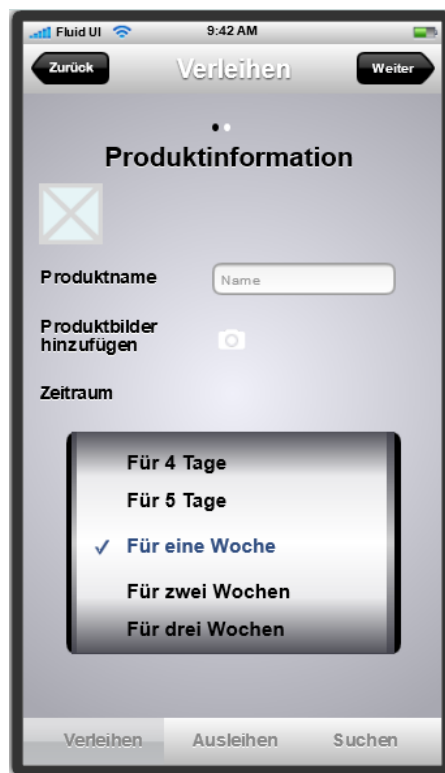 Fluid UI 9:42 AM
Zurück Verleihen Weiter
Produktinformation
Produktname Name
Produktbilder
hinzufügen
Zeitraum
Für 4 Tage
Für 5 Tage
Für eine Woche
Für zwei Wochen
Für drei Wochen
Verleihen Ausleihen Suchen